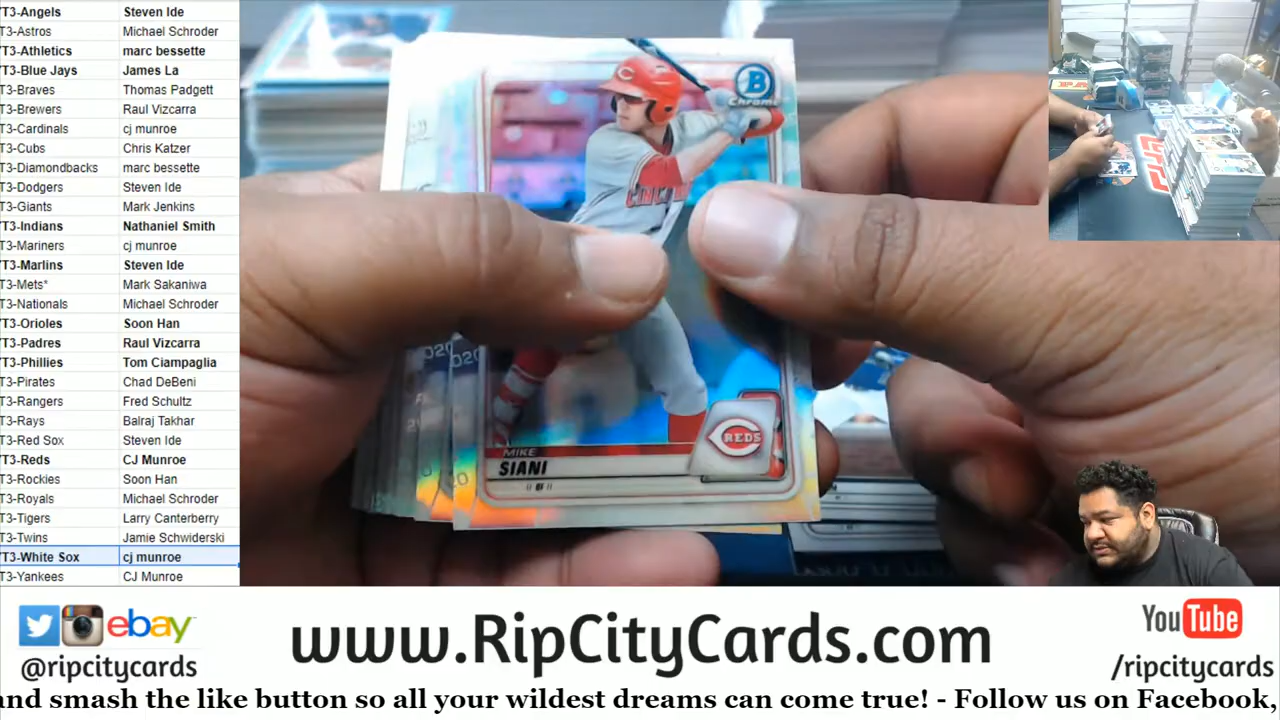 T3-Angels Steven Ide
T3-Astros Michael Schroder
T3-Athletics marc bessette
T3-Blue Jays James La
T3-Braves Thomas Padgett
T3-Brewers Raul Vizcarra
T3-Cardinals cj munroe
T3-Cubs Chris Katzer
T3-Diamondbacks marc bessette
T3-Dodgers Steven Ide
T3-Giants Mark Jenkins
T3-Indians Nathaniel Smith
T3-Mariners cj munroe
T3-Marlins Steven Ide
T3-Mets* Mark Sakaniwa
T3-Nationals Michael Schroder
T3-Orioles Soon Han
T3-Padres Raul Vizcarra
T3-Phillies Tom Ciampaglia
T3-Pirates Chad DeBeni
T3-Rangers Fred Schultz
T3-Rays Balraj Takhar
T3-Red Sox Steven Ide
T3-Reds CJ Munroe
T3-Rockies Soon Han
T3-Royals Michael Schroder
T3-Tigers Larry Canterberry
T3-Twins Jamie Schwiderski
T3-White Sox cj munroe
T3-Yankees CJ Munroe
B
Chrome
C
MIKE
SIANI
OF
REDS
ebay
@ripcitycards
www.RipCityCards.com
YouTube
/ripcitycards
and smash the like button so all your wildest dreams can come true! - Follow us on Facebook,